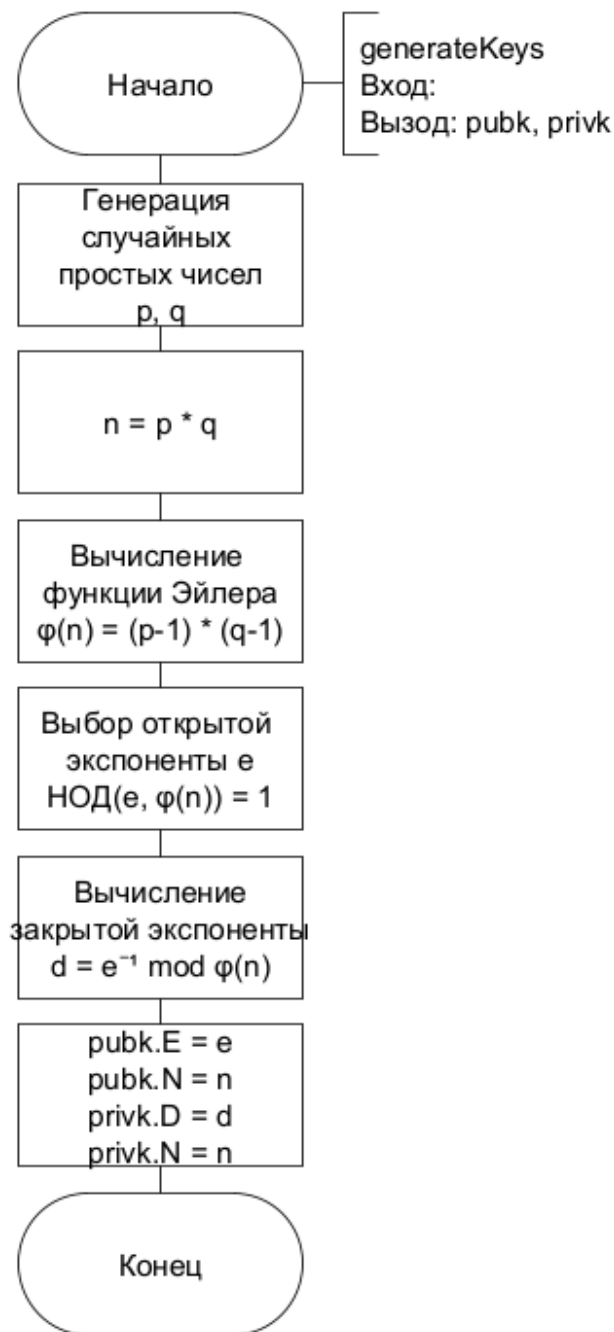 Начало
generateKeys
Вход:
Вызод: pubk, privk
Генерация
случайных
простых чисел
p, q
n = p * q
Вычисление
функции Эйлера
φ(n) = (p-1) * (q-1)
Выбор открытой
экспоненты e
НОД(e, φ(n)) = 1
Вычисление
закрытой экспоненты
d = e⁻¹ mod φ(n)
pubk.E = e
pubk.N = n
privk.D = d
privk.N = n
Конец